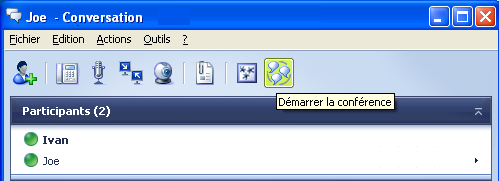 Joe - Conversation
Fichier Edition Actions Outils ?
Démarrer la conférence
Participants (2)
Ivan
Joe